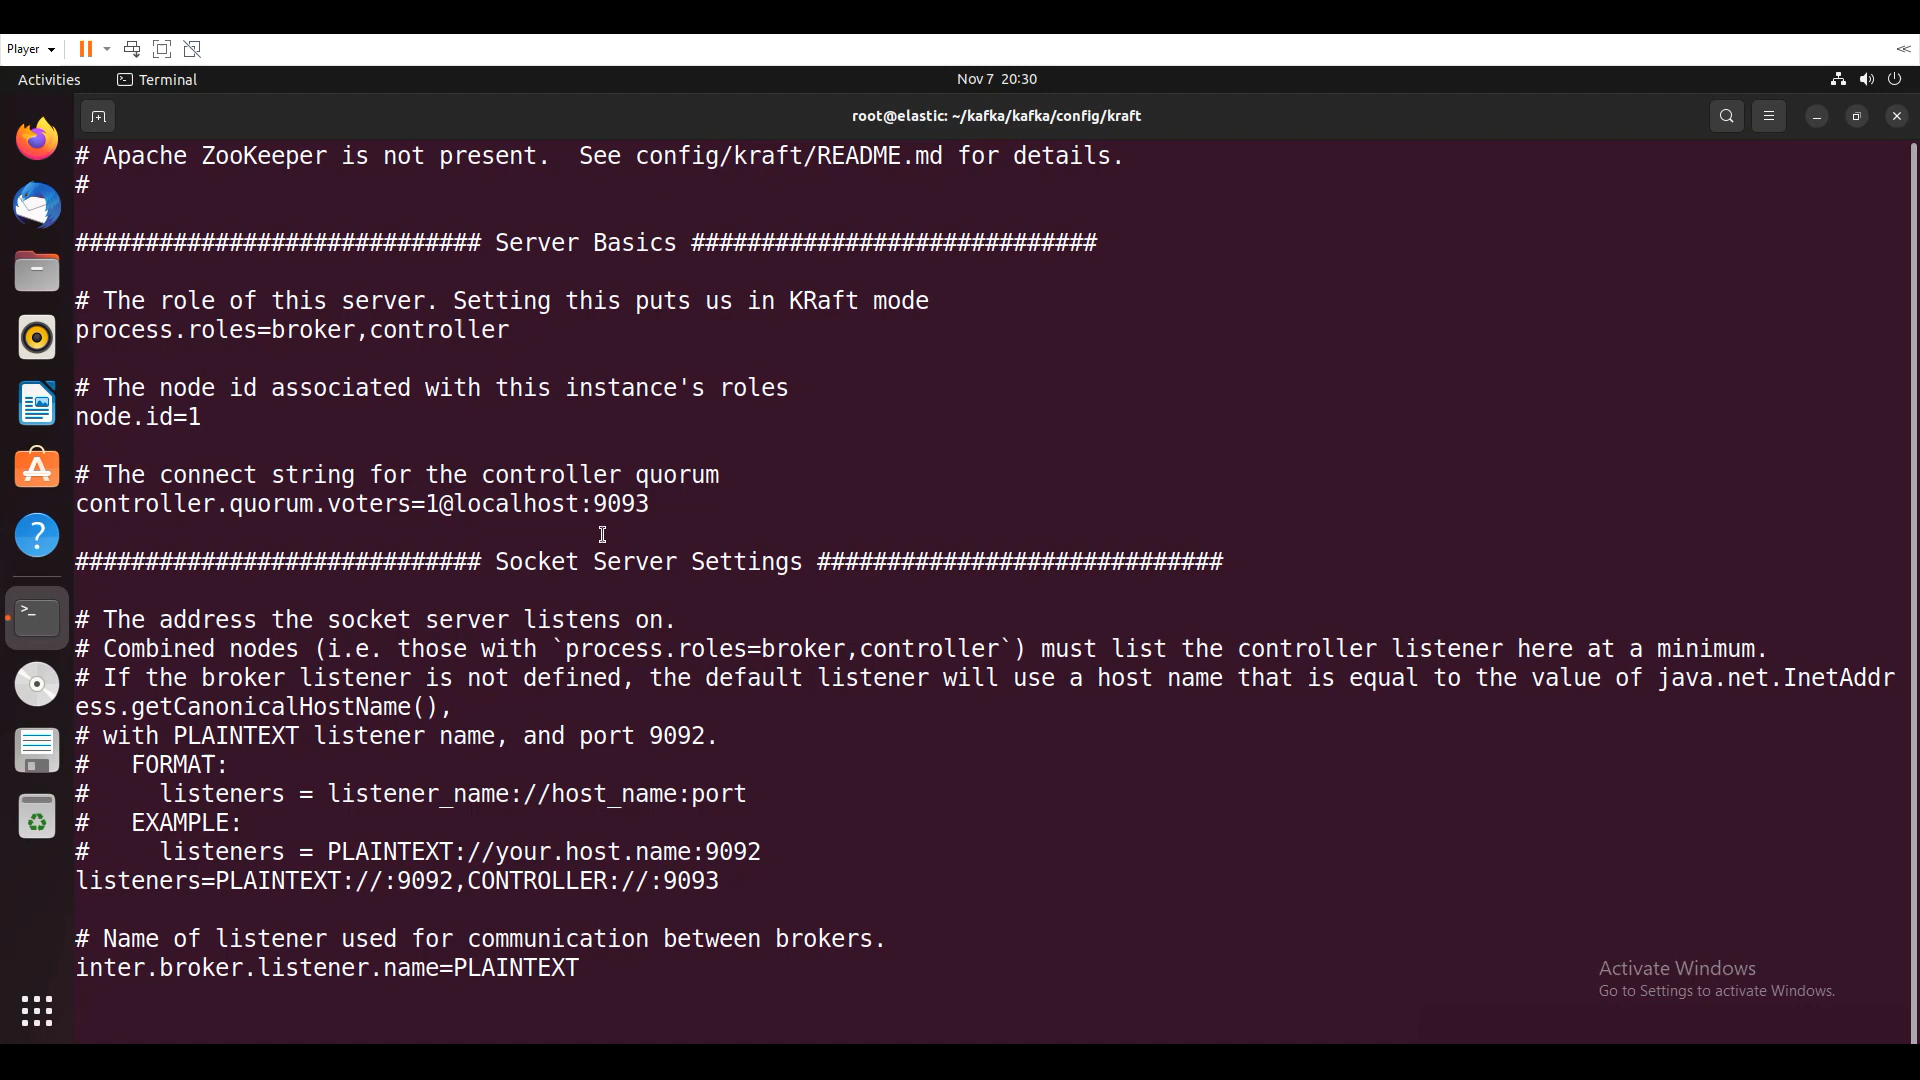 Player
Activities
Terminal
Nov 7 20:30
root@elastic: ~/kafka/kafka/config/kraft
# Apache ZooKeeper is not present.  See config/kraft/README.md for details.
#
############################# Server Basics #############################
# The role of this server. Setting this puts us in KRaft mode
process.roles=broker,controller
# The node id associated with this instance's roles
node.id=1
# The connect string for the controller quorum
controller.quorum.voters=1@localhost:9093
############################# Socket Server Settings #############################
# The address the socket server listens on.
# Combined nodes (i.e. those with `process.roles=broker,controller`) must list the controller listener here at a minimum.
# If the broker listener is not defined, the default listener will use a host name that is equal to the value of java.net.InetAddr
ess.getCanonicalHostName(),
# with PLAINTEXT listener name, and port 9092.
#   FORMAT:
#     listeners = listener_name://host_name:port
#   EXAMPLE:
#     listeners = PLAINTEXT://your.host.name:9092
listeners=PLAINTEXT://:9092,CONTROLLER://:9093
# Name of listener used for communication between brokers.
inter.broker.listener.name=PLAINTEXT
Activate Windows
Go to Settings to activate Windows.